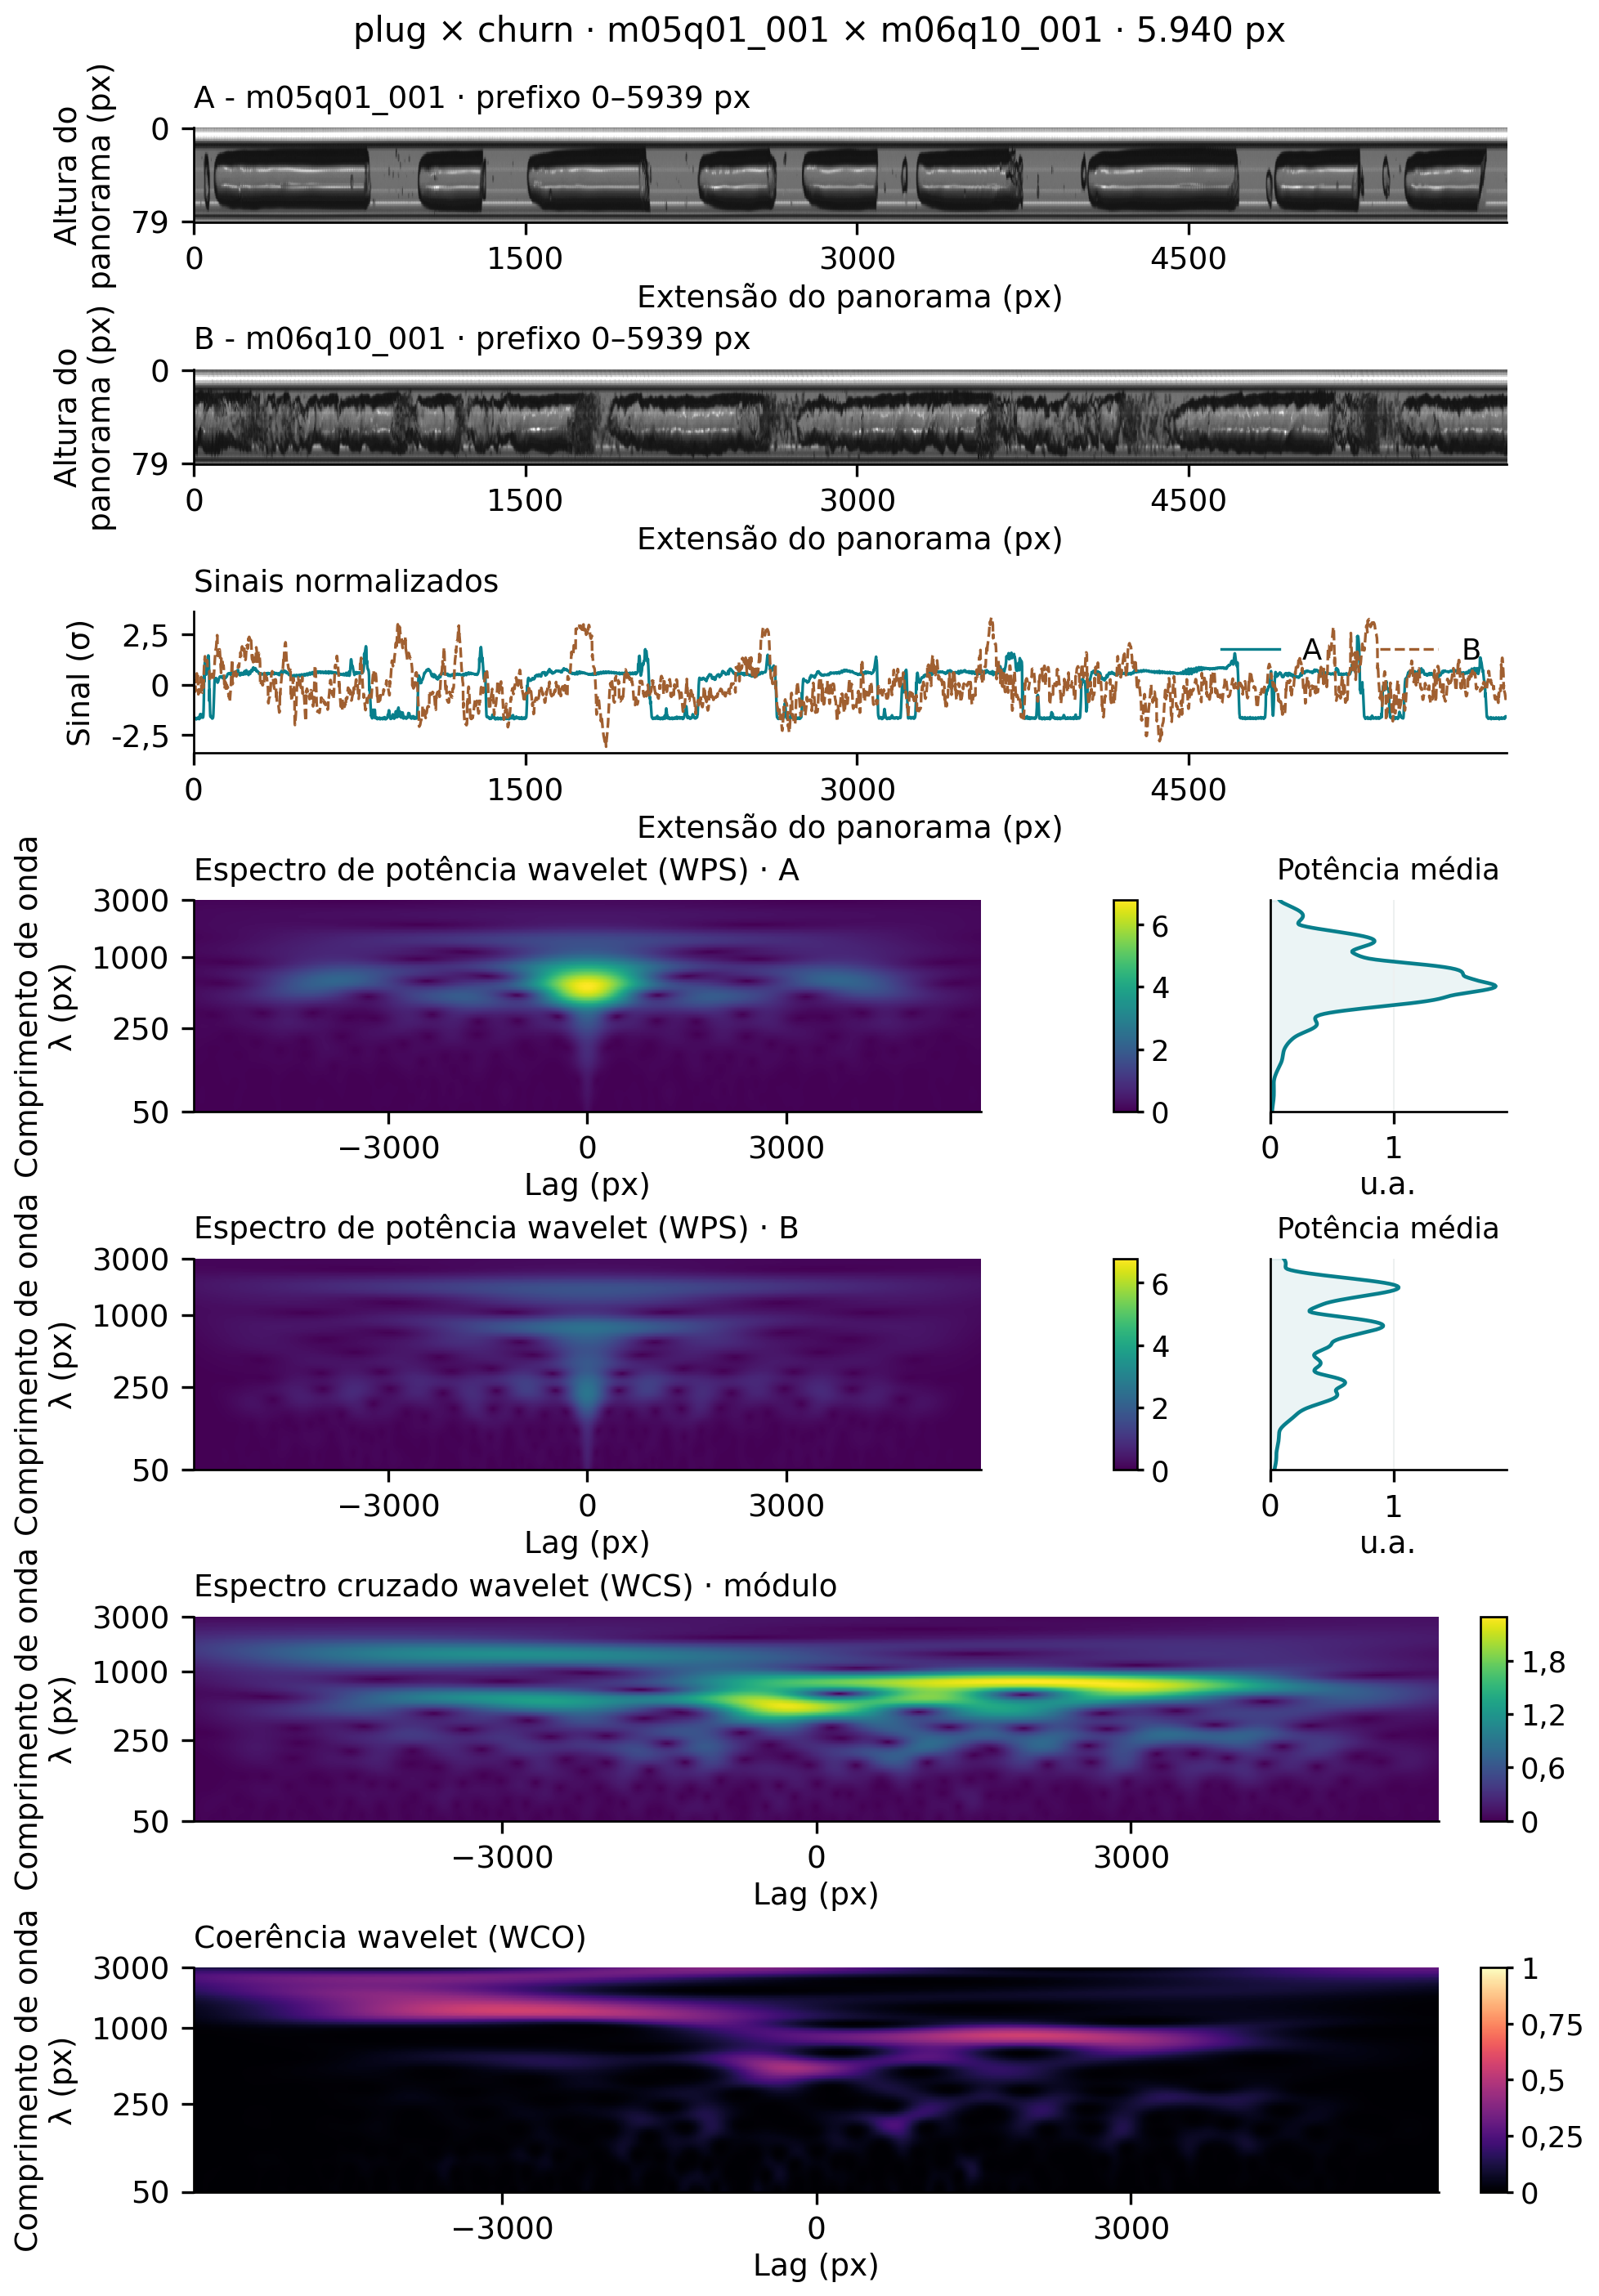 plug × churn · m05q01_001 × m06q10_001 · 5.940 px
A - m05q01_001 · prefixo 0–5939 px
Altura do
panorama (px)
0
79
0 1500 3000 4500
Extensão do panorama (px)
B - m06q10_001 · prefixo 0–5939 px
Altura do
panorama (px)
0
79
0 1500 3000 4500
Extensão do panorama (px)
Sinais normalizados
Sinal (σ)
2,5
0
-2,5
A B
0 1500 3000 4500
Extensão do panorama (px)
Espectro de potência wavelet (WPS) · A
Comprimento de onda
λ (px)
3000
1000
250
50
−3000 0 3000
Lag (px)
6
4
2
0
Potência média
0 1
u.a.
Espectro de potência wavelet (WPS) · B
Comprimento de onda
λ (px)
3000
1000
250
50
−3000 0 3000
Lag (px)
6
4
2
0
Potência média
0 1
u.a.
Espectro cruzado wavelet (WCS) · módulo
Comprimento de onda
λ (px)
3000
1000
250
50
−3000 0 3000
Lag (px)
1,8
1,2
0,6
0
Coerência wavelet (WCO)
Comprimento de onda
λ (px)
3000
1000
250
50
−3000 0 3000
Lag (px)
1
0,75
0,5
0,25
0